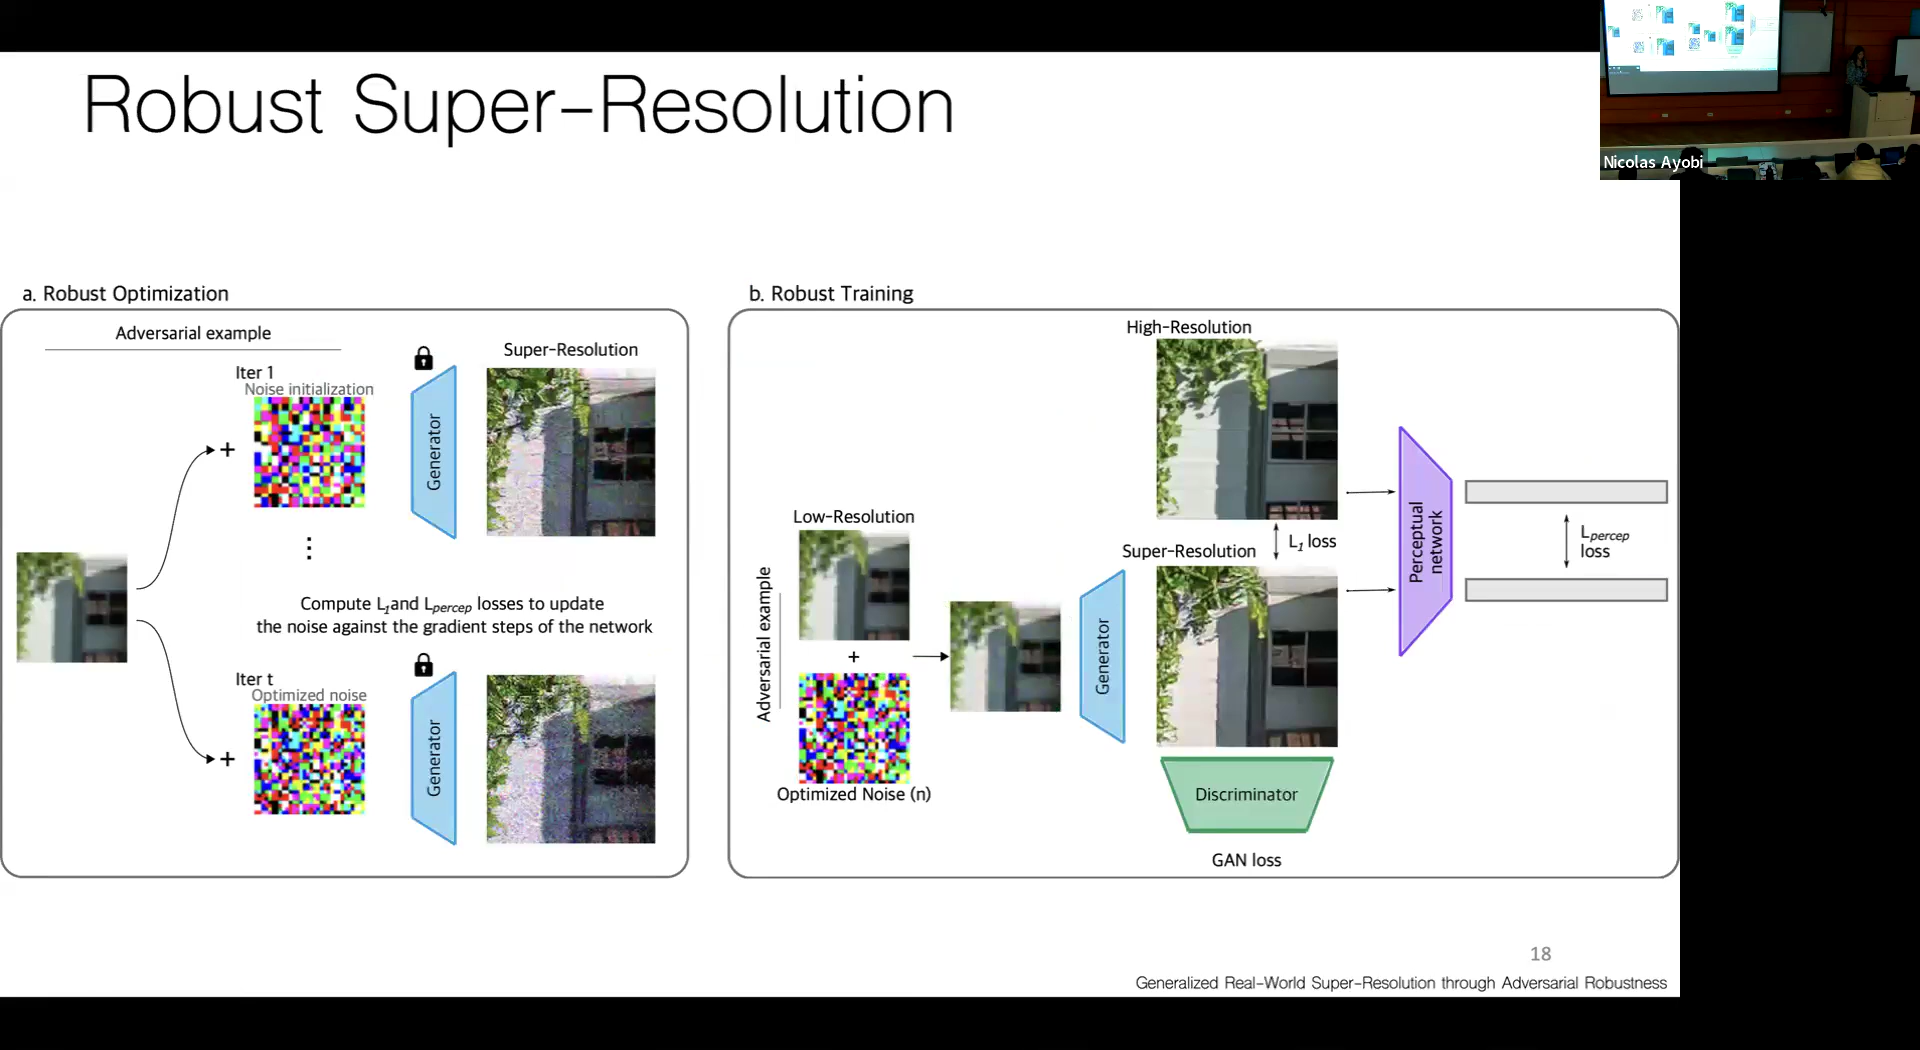 Robust Super-Resolution
Nicolas Ayobi
a. Robust Optimization
Adversarial example
Iter 1
Noise initialization
Generator
Super-Resolution
+
Compute L1 and Lpercep losses to update
the noise against the gradient steps of the network
Iter t
Optimized noise
+
Generator
b. Robust Training
High-Resolution
Low-Resolution
Adversarial example
+
Optimized Noise (n)
Generator
Super-Resolution
L1 loss
Perceptual
network
Lpercep
loss
Discriminator
GAN loss
18
Generalized Real-World Super-Resolution through Adversarial Robustness